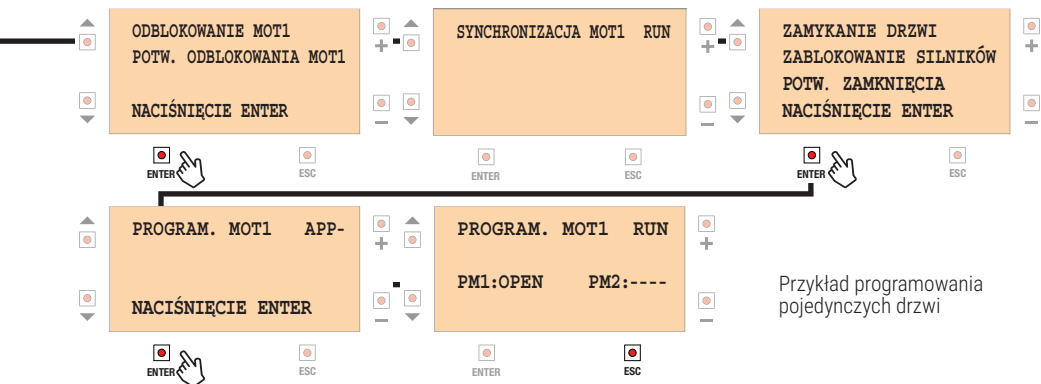 ODBLOKOWANIE MOT1
POTW. ODBLOKOWANIA MOT1
NACIŚNIĘCIE ENTER
+
−
ENTER
ESC
SYNCHRONIZACJA MOT1 RUN
+
−
ENTER
ESC
ZAMYKANIE DRZWI
ZABLOKOWANIE SILNIKÓW
POTW. ZAMKNIĘCIA
NACIŚNIĘCIE ENTER
+
−
ENTER
ESC
PROGRAM. MOT1 APP-
NACIŚNIĘCIE ENTER
+
−
ENTER
ESC
PROGRAM. MOT1 RUN
PM1:OPEN PM2:----
+
−
ENTER
ESC
Przykład programowania
pojedynczych drzwi